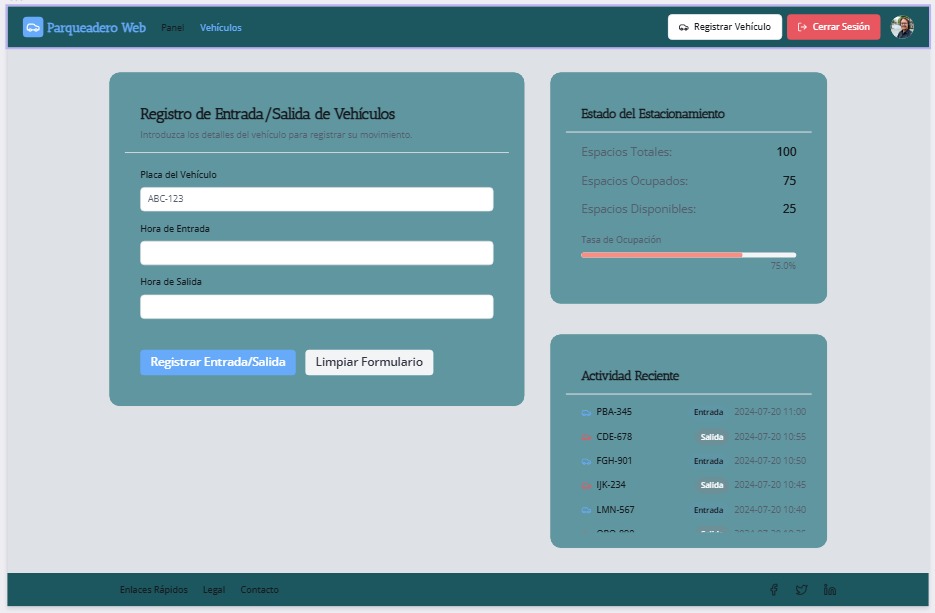 Parqueadero Web Panel Vehículos Registrar Vehículo Cerrar Sesión
Registro de Entrada/Salida de Vehículos
Introduzca los detalles del vehículo para registrar su movimiento.
Placa del Vehículo
ABC-123
Hora de Entrada
Hora de Salida
Registrar Entrada/Salida Limpiar Formulario
Estado del Estacionamiento
Espacios Totales: 100
Espacios Ocupados: 75
Espacios Disponibles: 25
Tasa de Ocupación
75.0%
Actividad Reciente
PBA-345 Entrada 2024-07-20 11:00
CDE-678 Salida 2024-07-20 10:55
FGH-901 Entrada 2024-07-20 10:50
IJK-234 Salida 2024-07-20 10:45
LMN-567 Entrada 2024-07-20 10:40
Enlaces Rápidos Legal Contacto